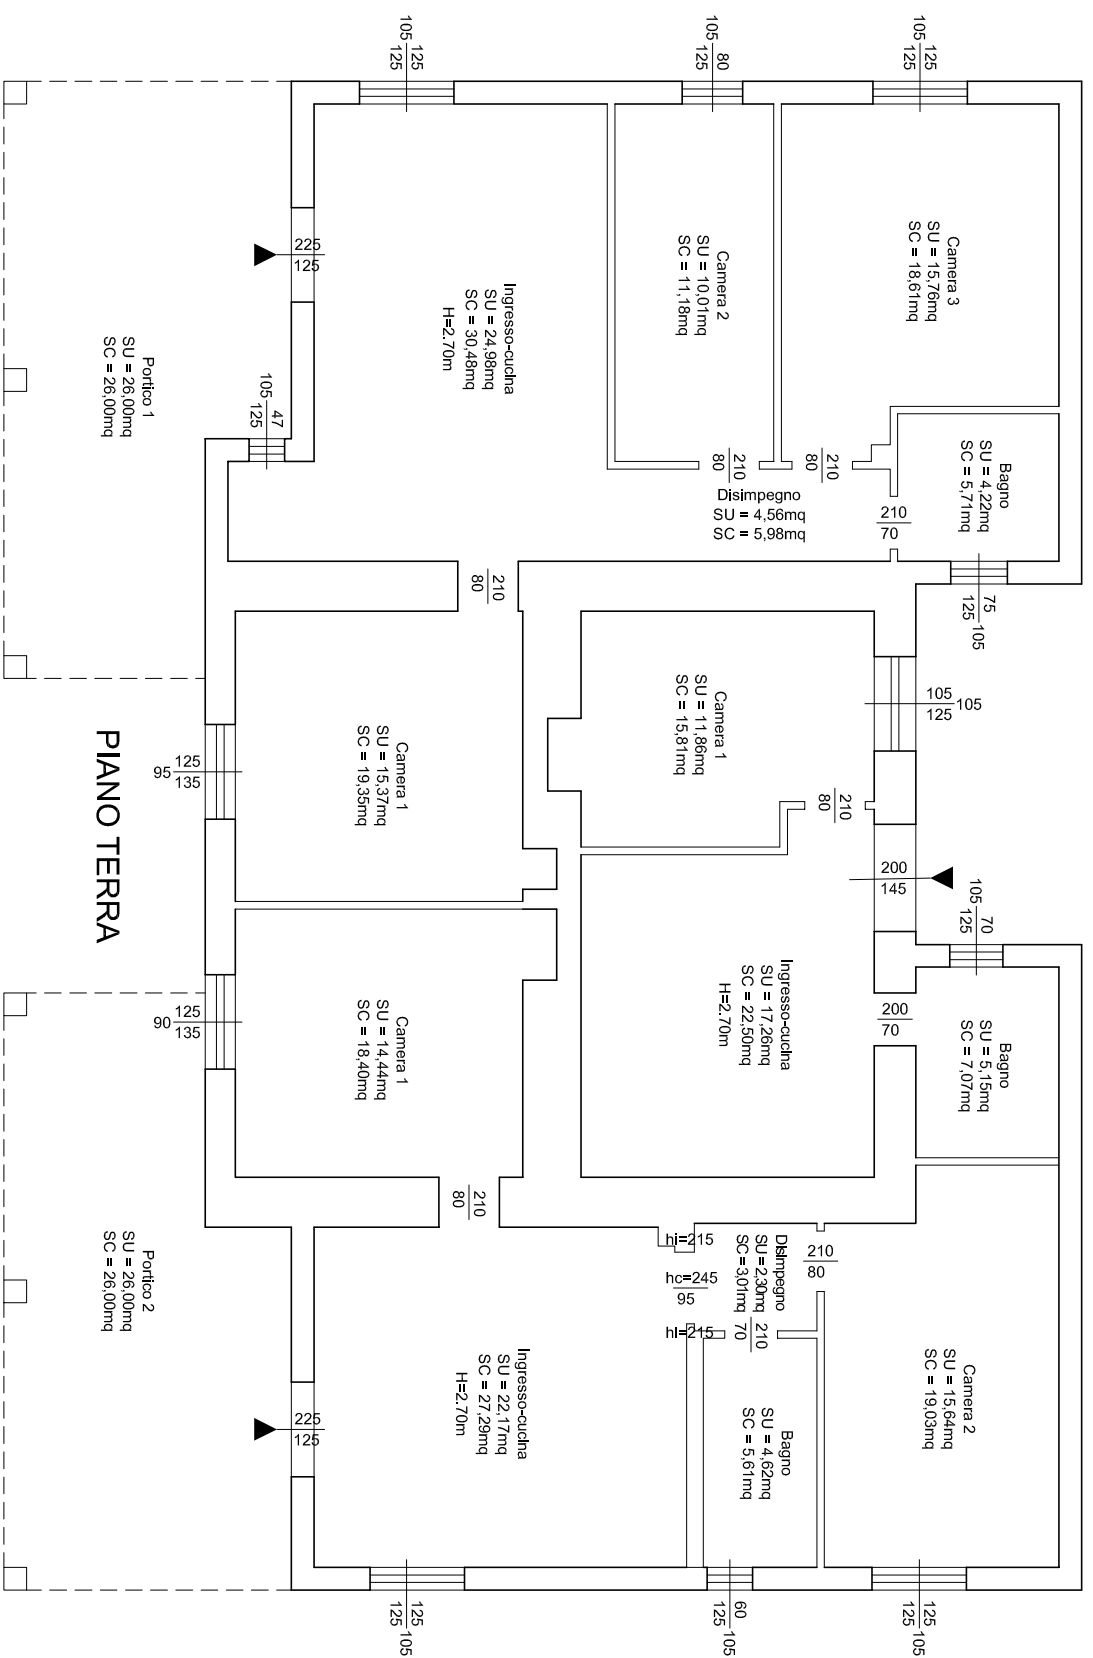 105 125
125
105 80
125
105 125
125
Camera 3
SU = 15,76mq
SC = 18,61mq
Camera 2
SU = 10,01mq
SC = 11,18mq
Ingresso-cucina
SU = 24,98mq
SC = 30,48mq
H=2.70m
225
125
Portico 1
SU = 26,00mq
SC = 26,00mq
105 47
125
210
80
210
80
Bagno
SU = 4,22mq
SC = 5,71mq
Disimpegno
SU = 4,56mq
SC = 5,98mq
210
70
75
125 105
210
80
Camera 1
SU = 11,86mq
SC = 15,81mq
105
125 105
Camera 1
SU = 15,37mq
SC = 19,35mq
95 125
135
210
80
200
145
105 70
125
PIANO TERRA
Ingresso-cucina
SU = 17,26mq
SC = 22,50mq
H=2.70m
200
70
Bagno
SU = 5,15mq
SC = 7,07mq
Camera 1
SU = 14,44mq
SC = 18,40mq
90 125
135
210
80
hi=215
hc=245
95
hi=215
Disimpegno
SU=2,30mq
SC=3,01mq
210
80
210
70
Portico 2
SU = 26,00mq
SC = 26,00mq
Ingresso-cucina
SU = 22,17mq
SC = 27,29mq
H=2.70m
Bagno
SU = 4,62mq
SC = 5,61mq
Camera 2
SU = 15,64mq
SC = 19,03mq
225
125
125
125 105
60
125 105
125
125 105